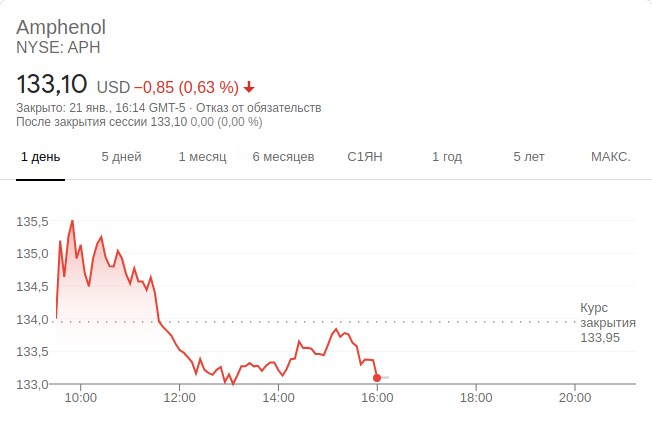 Amphenol
NYSE: APH
133,10 USD −0,85 (0,63 %)
Закрыто: 21 янв., 16:14 GMT-5 · Отказ от обязательств
После закрытия сессии 133,10 0,00 (0,00 %)
1 день 5 дней 1 месяц 6 месяцев С1ЯН 1 год 5 лет МАКС.
135,5
135,0
134,5
134,0
133,5
133,0
Курс
закрытия
133,95
10:00 12:00 14:00 16:00 18:00 20:00